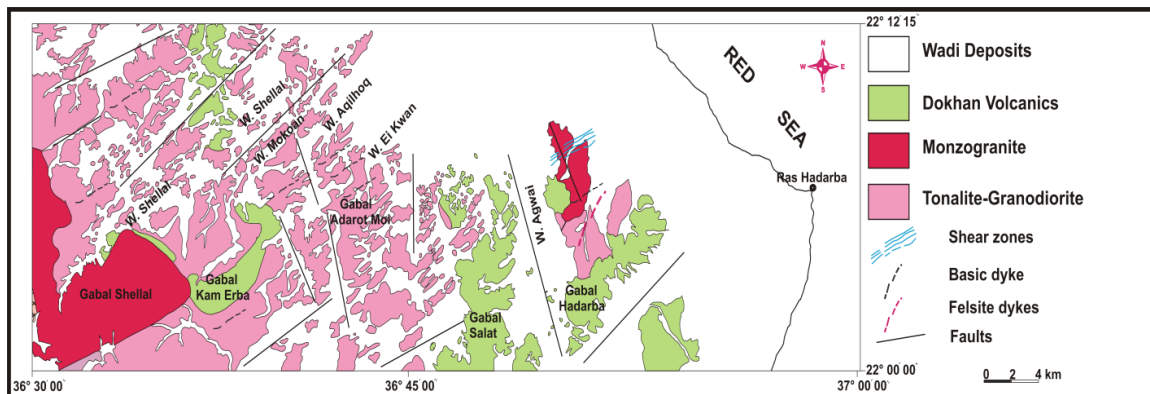 22° 12 15
N
W E
S
RED
SEA
Ras Hadarba
W. Shellal
W. Aqilhoq
W. Mokoan
W. Ei Kwan
W. Shellal
Gabal
Adarot Moi
W. Agwai
Gabal Shellal
Gabal
Kam Erba
Gabal
Salat
Gabal
Hadarba
36° 30 00
36° 45 00
37° 00 00
22° 00 00
Wadi Deposits
Dokhan Volcanics
Monzogranite
Tonalite-Granodiorite
Shear zones
Basic dyke
Felsite dykes
Faults
0 2 4 km